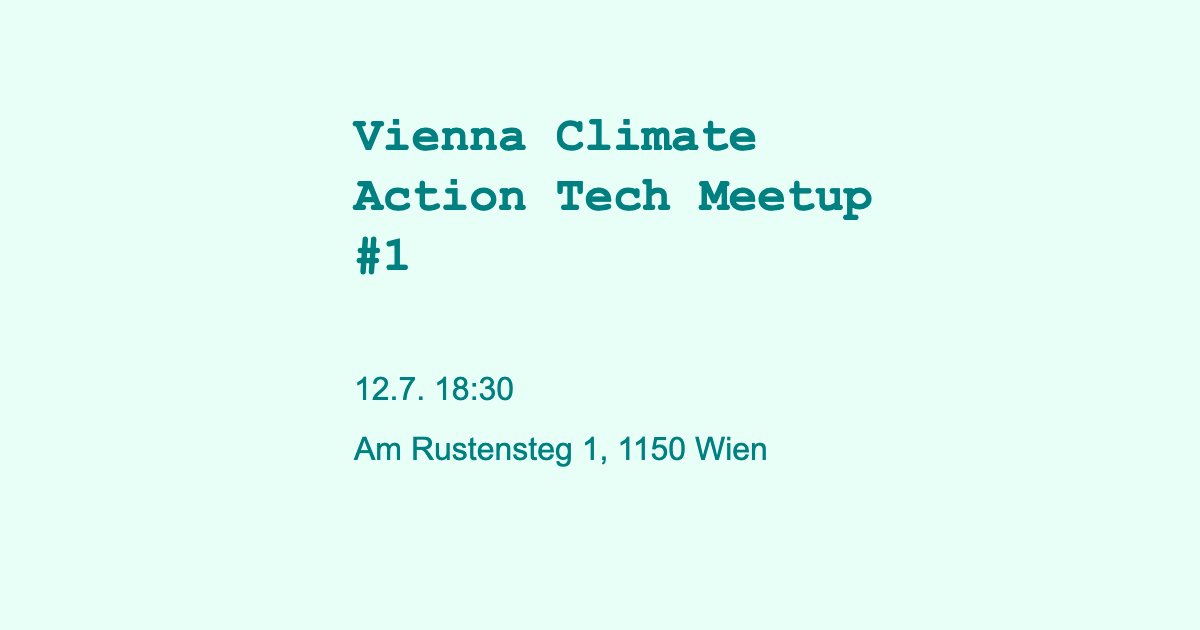 Vienna Climate
Action Tech Meetup
#1
12.7. 18:30
Am Rustensteg 1, 1150 Wien